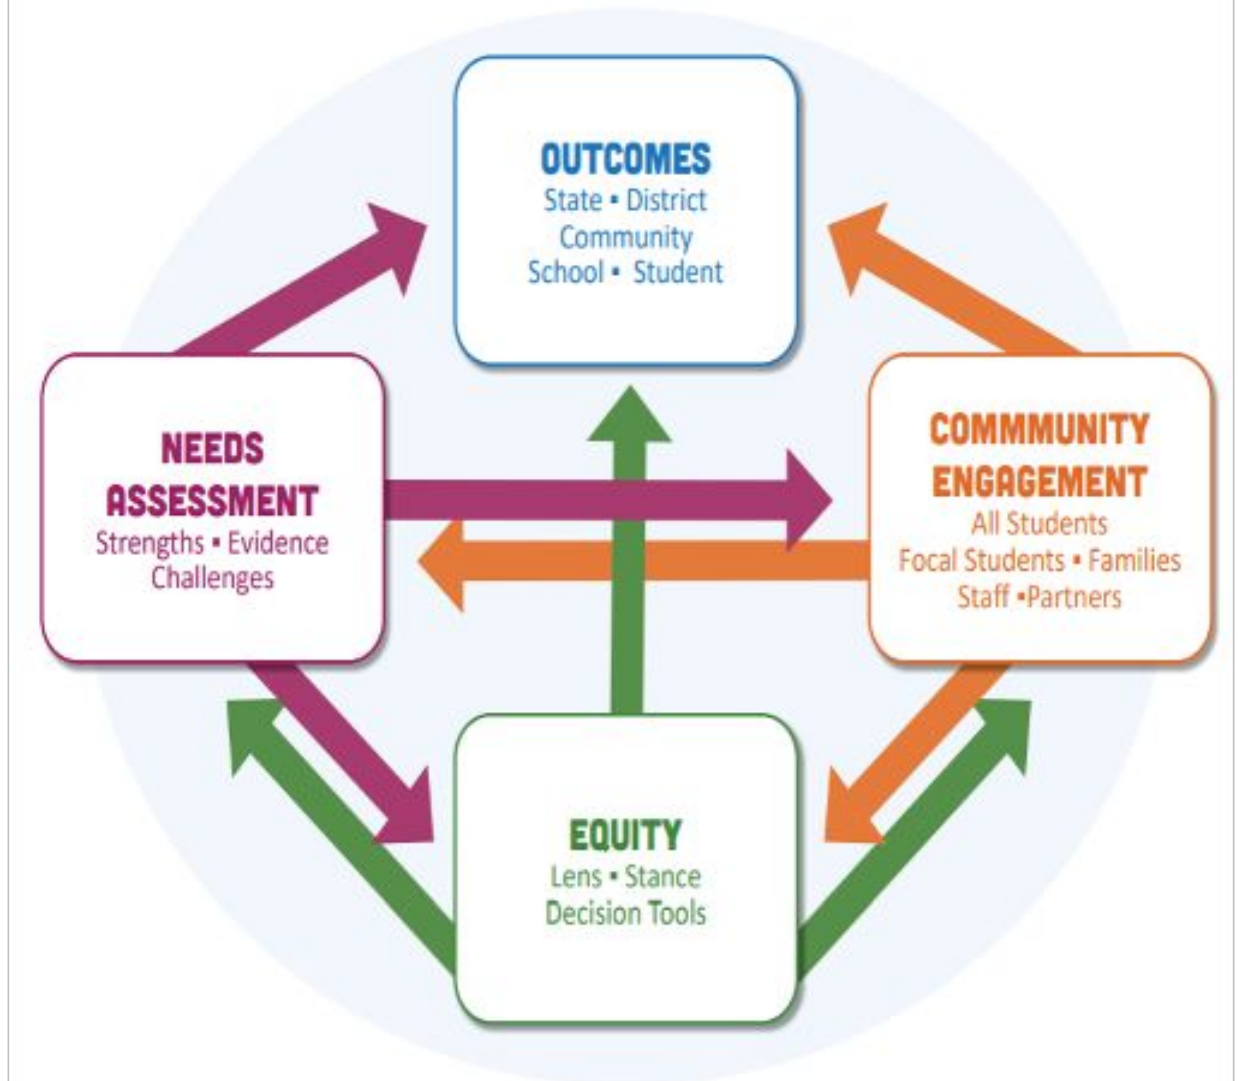 OUTCOMES
State ▪ District
Community
School ▪ Student
NEEDS
ASSESSMENT
Strengths ▪ Evidence
Challenges
COMMMUNITY
ENGAGEMENT
All Students
Focal Students ▪ Families
Staff ▪Partners
EQUITY
Lens ▪ Stance
Decision Tools